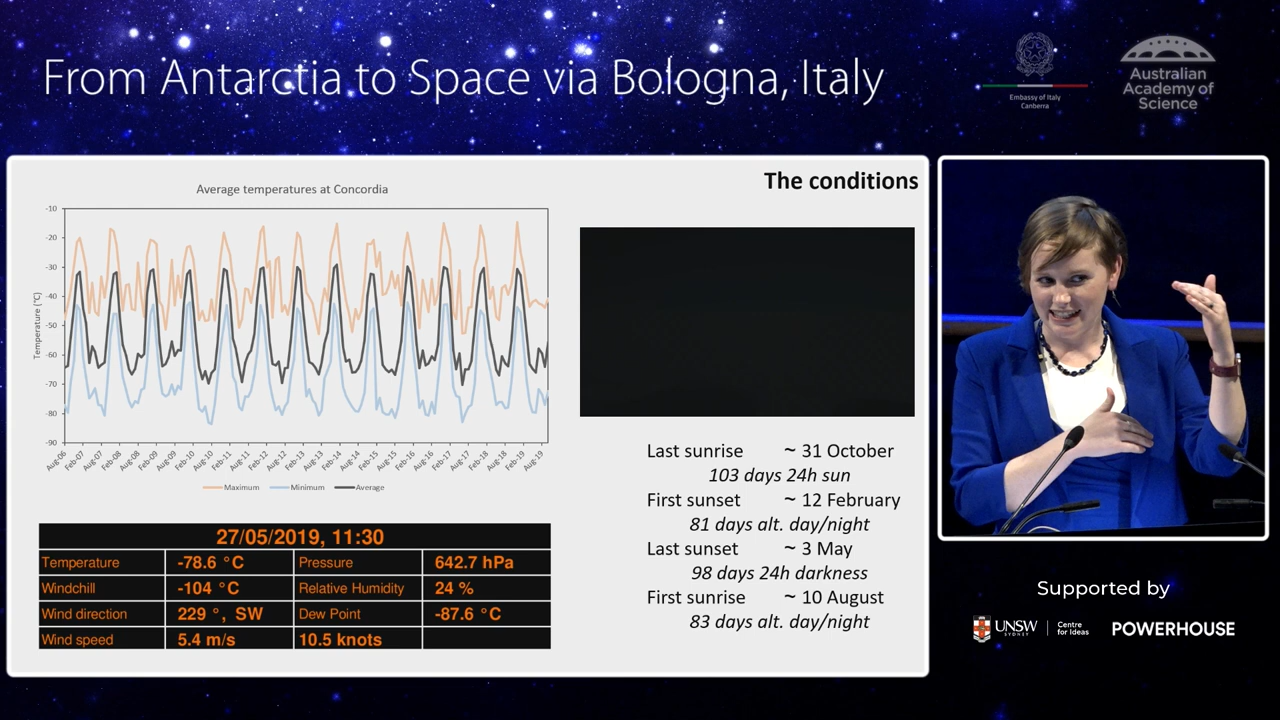 From Antarctia to Space via Bologna, Italy
Embassy of Italy
Canberra
Australian
Academy of
Science
The conditions
Average temperatures at Concordia
Temperature (°C)
-10
-20
-30
-40
-50
-60
-70
-80
-90
Aug-06 Feb-07 Aug-07 Feb-08 Aug-08 Feb-09 Aug-09 Feb-10 Aug-10 Feb-11 Aug-11 Feb-12 Aug-12 Feb-13 Aug-13 Feb-14 Aug-14 Feb-15 Aug-15 Feb-16 Aug-16 Feb-17 Aug-17 Feb-18 Aug-18 Feb-19 Aug-19
Maximum Minimum Average
27/05/2019, 11:30
Temperature -78.6 °C Pressure 642.7 hPa
Windchill -104 °C Relative Humidity 24 %
Wind direction 229 °, SW Dew Point -87.6 °C
Wind speed 5.4 m/s 10.5 knots
Last sunrise ~ 31 October
103 days 24h sun
First sunset ~ 12 February
81 days alt. day/night
Last sunset ~ 3 May
98 days 24h darkness
First sunrise ~ 10 August
83 days alt. day/night
Supported by
UNSW
SYDNEY
Centre
for Ideas
POWERHOUSE